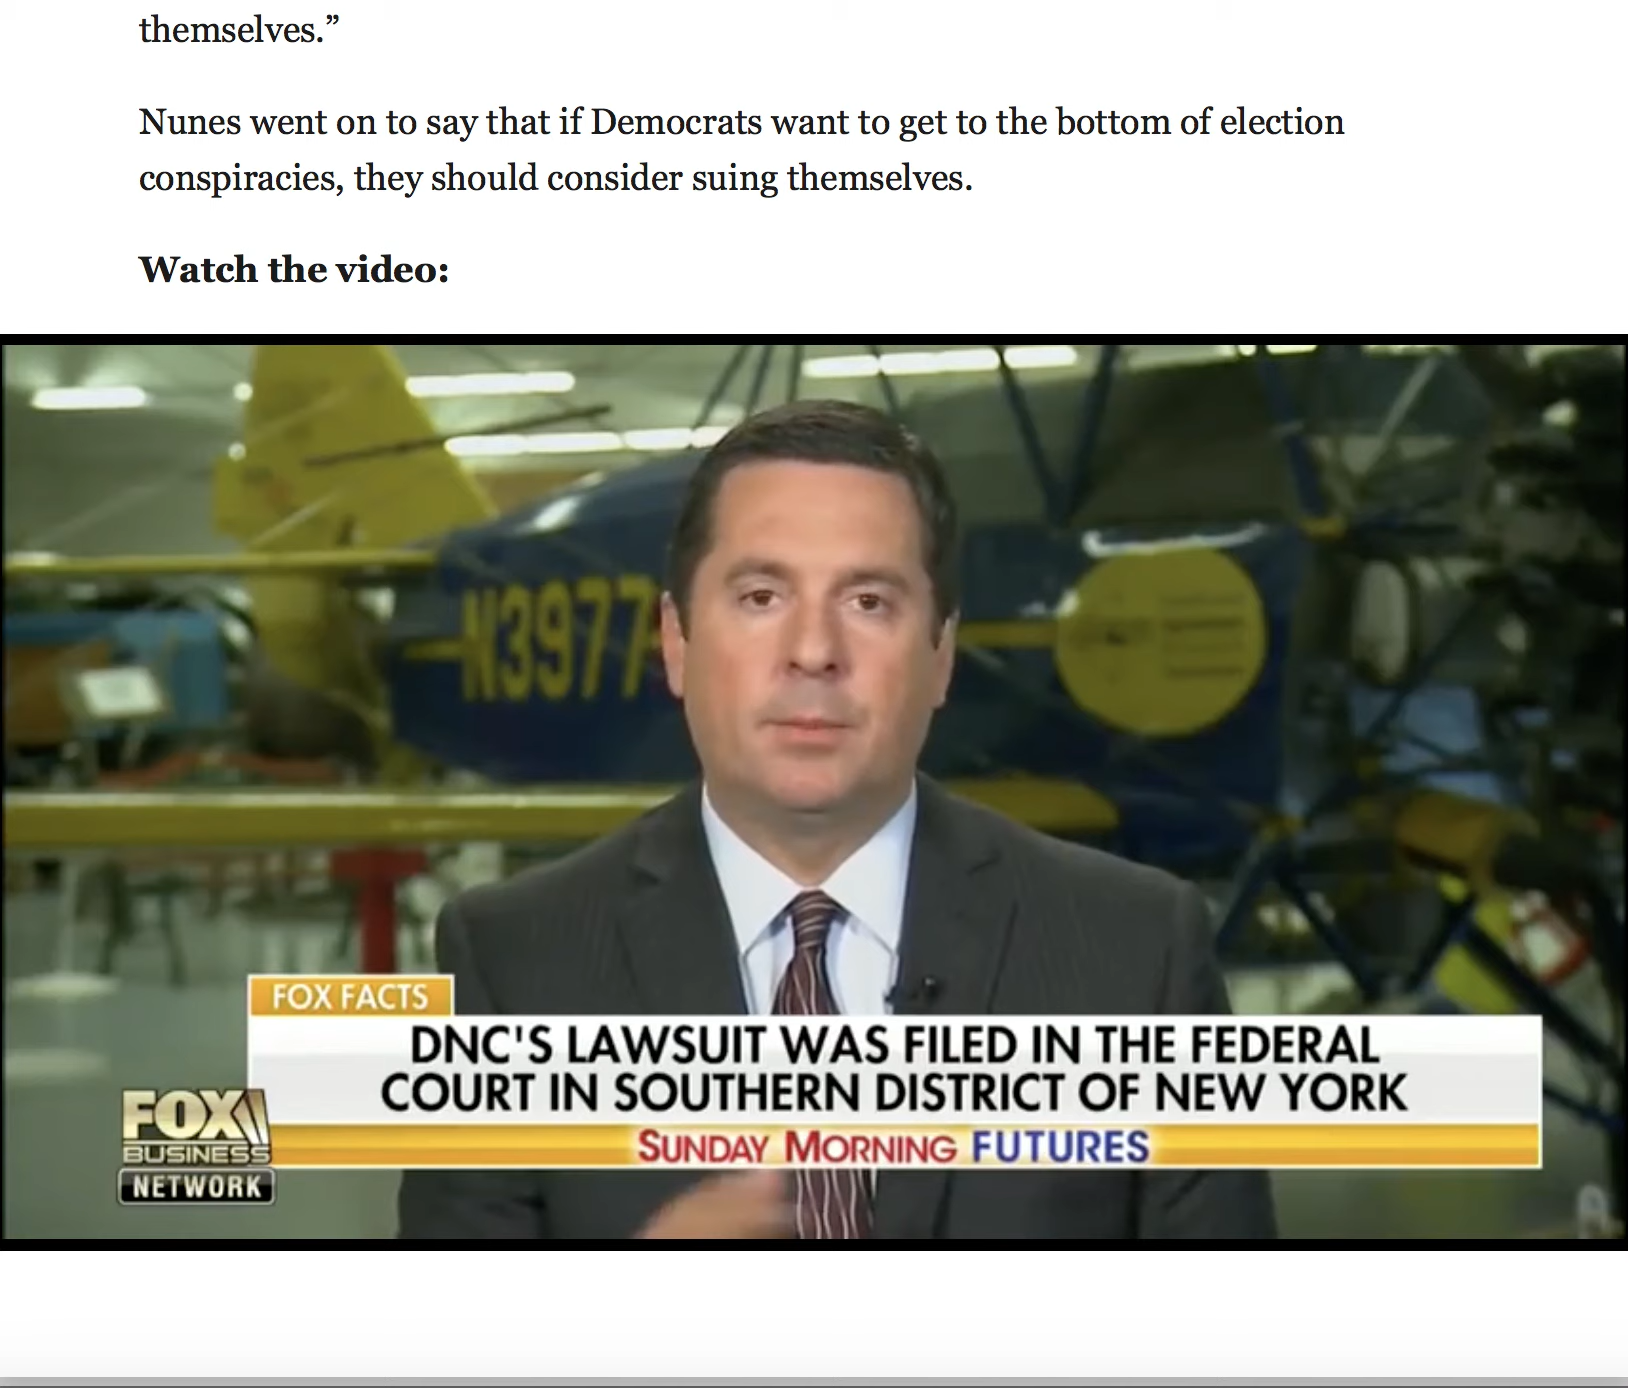 themselves.”
Nunes went on to say that if Democrats want to get to the bottom of election
conspiracies, they should consider suing themselves.
Watch the video:
N3977
FOX FACTS
DNC'S LAWSUIT WAS FILED IN THE FEDERAL
COURT IN SOUTHERN DISTRICT OF NEW YORK
SUNDAY MORNING FUTURES
FOX
BUSINESS
NETWORK